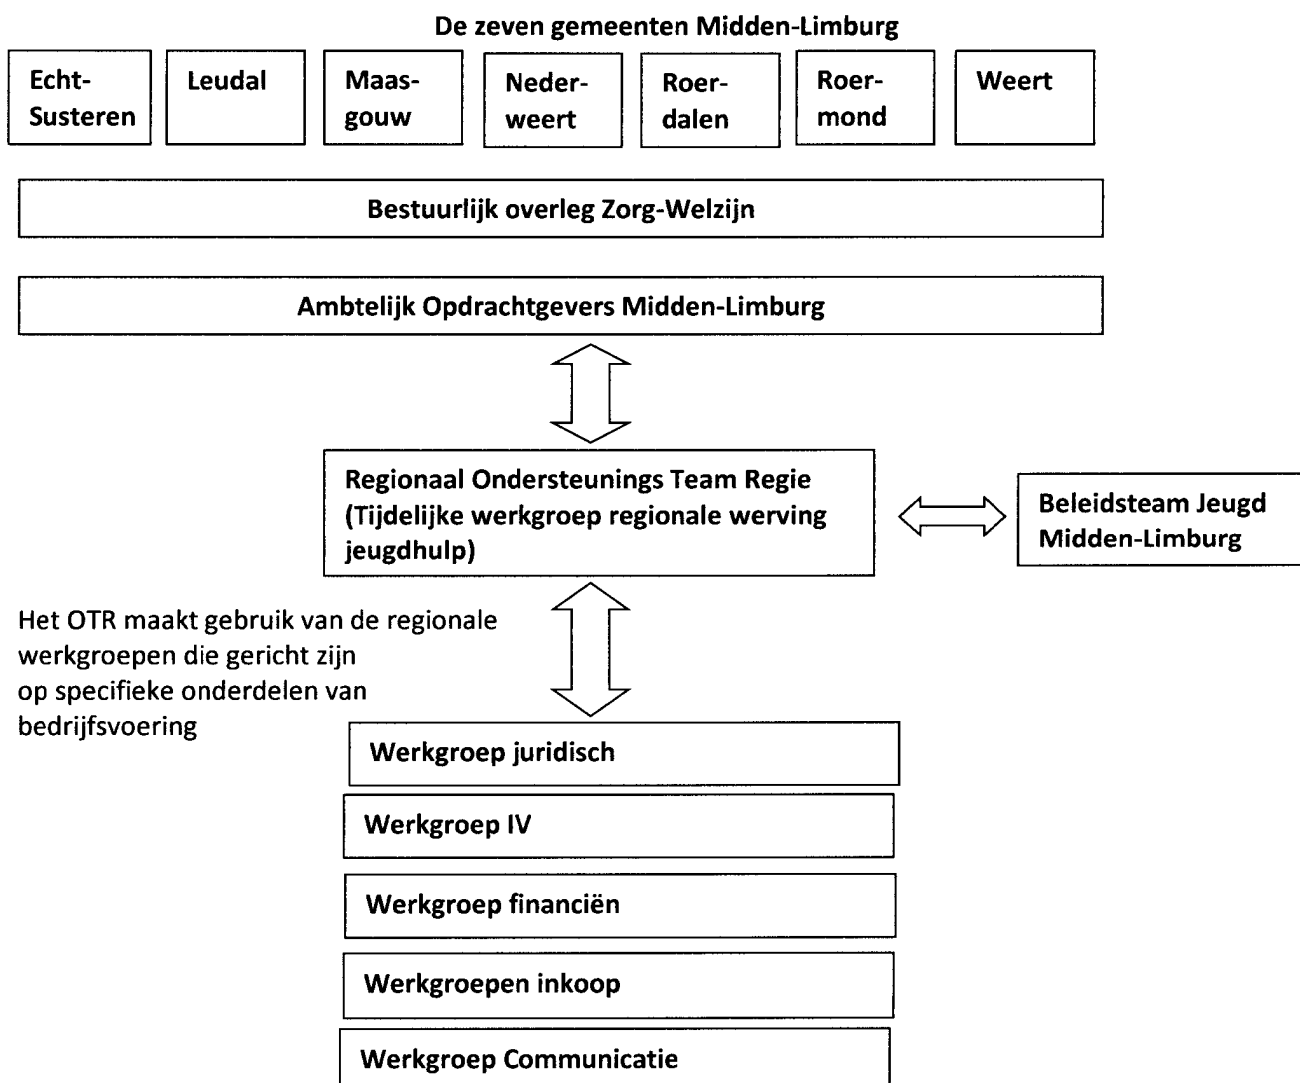 De zeven gemeenten Midden-Limburg
Echt-
Susteren
Leudal
Maas-
gouw
Neder-
weert
Roer-
dalen
Roer-
mond
Weert
Bestuurlijk overleg Zorg-Welzijn
Ambtelijk Opdrachtgevers Midden-Limburg
Regionaal Ondersteunings Team Regie
(Tijdelijke werkgroep regionale werving
jeugdhulp)
Beleidsteam Jeugd
Midden-Limburg
Het OTR maakt gebruik van de regionale
werkgroepen die gericht zijn
op specifieke onderdelen van
bedrijfsvoering
Werkgroep juridisch
Werkgroep IV
Werkgroep financiën
Werkgroepen inkoop
Werkgroep Communicatie